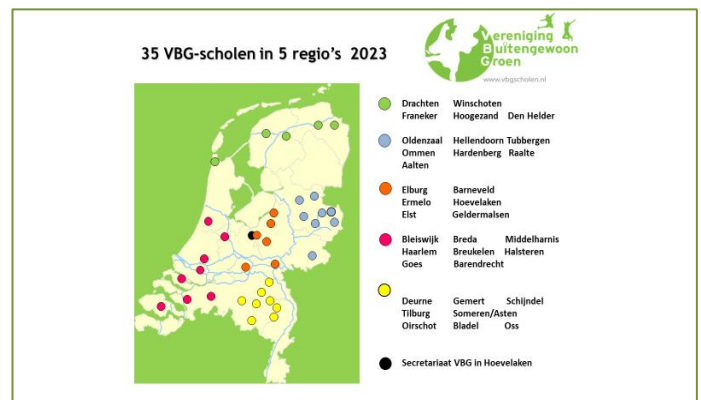 35 VBG-scholen in 5 regio's 2023
Vereniging
Buitengewoon
Groen
www.vbgscholen.nl
Drachten Winschoten
Franeker Hoogezand Den Helder
Oldenzaal Hellendoorn Tubbergen
Ommen Hardenberg Raalte
Aalten
Elburg Barneveld
Ermelo Hoevelaken
Elst Geldermalsen
Bleiswijk Breda Middelharnis
Haarlem Breukelen Halsteren
Goes Barendrecht
Deurne Gemert Schijndel
Tilburg Someren/Asten
Oirschot Bladel Oss
Secretariaat VBG in Hoevelaken